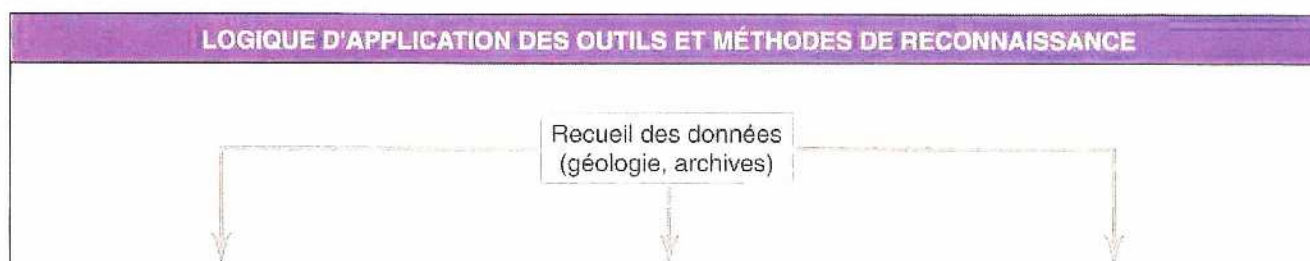 LOGIQUE D'APPLICATION DES OUTILS ET MÉTHODES DE RECONNAISSANCE
Recueil des données
(géologie, archives)